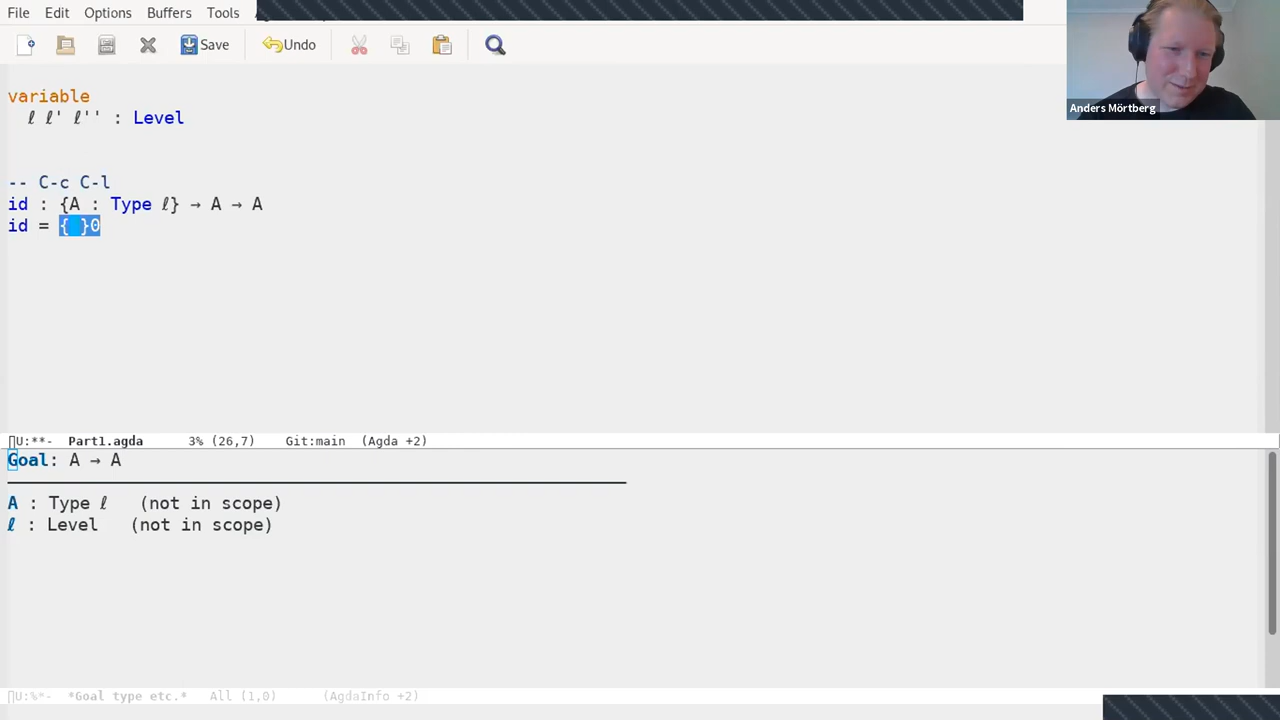 File Edit Options Buffers Tools
Save Undo
Anders Mörtberg
variable
ℓ ℓ' ℓ'' : Level
-- C-c C-l
id : {A : Type ℓ} → A → A
id = { }0
U:**- Part1.agda 3% (26,7) Git:main (Agda +2)
Goal: A → A
A : Type ℓ (not in scope)
ℓ : Level (not in scope)
U:%*- *Goal type etc.* All (1,0) (AgdaInfo +2)